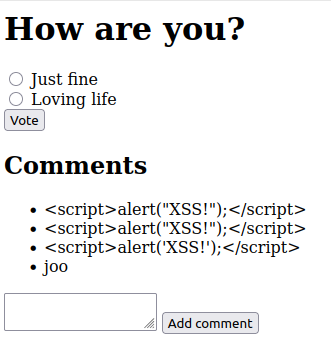 How are you?
Just fine
Loving life
Vote
Comments
<script>alert("XSS!");</script>
<script>alert("XSS!");</script>
<script>alert('XSS!');</script>
joo
Add comment